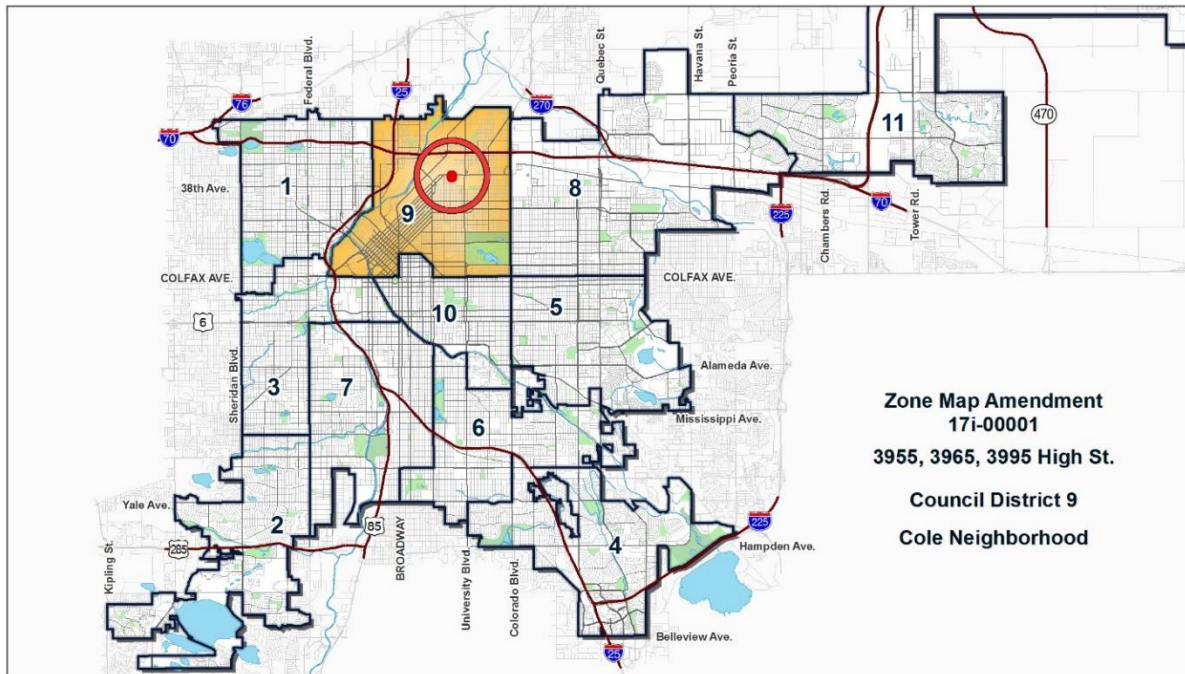 Federal Blvd.
Quebec St.
Havana St.
Peoria St.
76
25
270
70
470
11
38th Ave.
1
8
9
Chambers Rd.
Tower Rd.
225
70
COLFAX AVE.
COLFAX AVE.
10
5
6
Sheridan Blvd.
Alameda Ave.
3
7
Mississippi Ave.
6
Zone Map Amendment
17i-00001
3955, 3965, 3995 High St.
Council District 9
Cole Neighborhood
Yale Ave.
2
85
BROADWAY
University Blvd.
Colorado Blvd.
4
225
Hampden Ave.
285
Kipling St.
Belleview Ave.
25